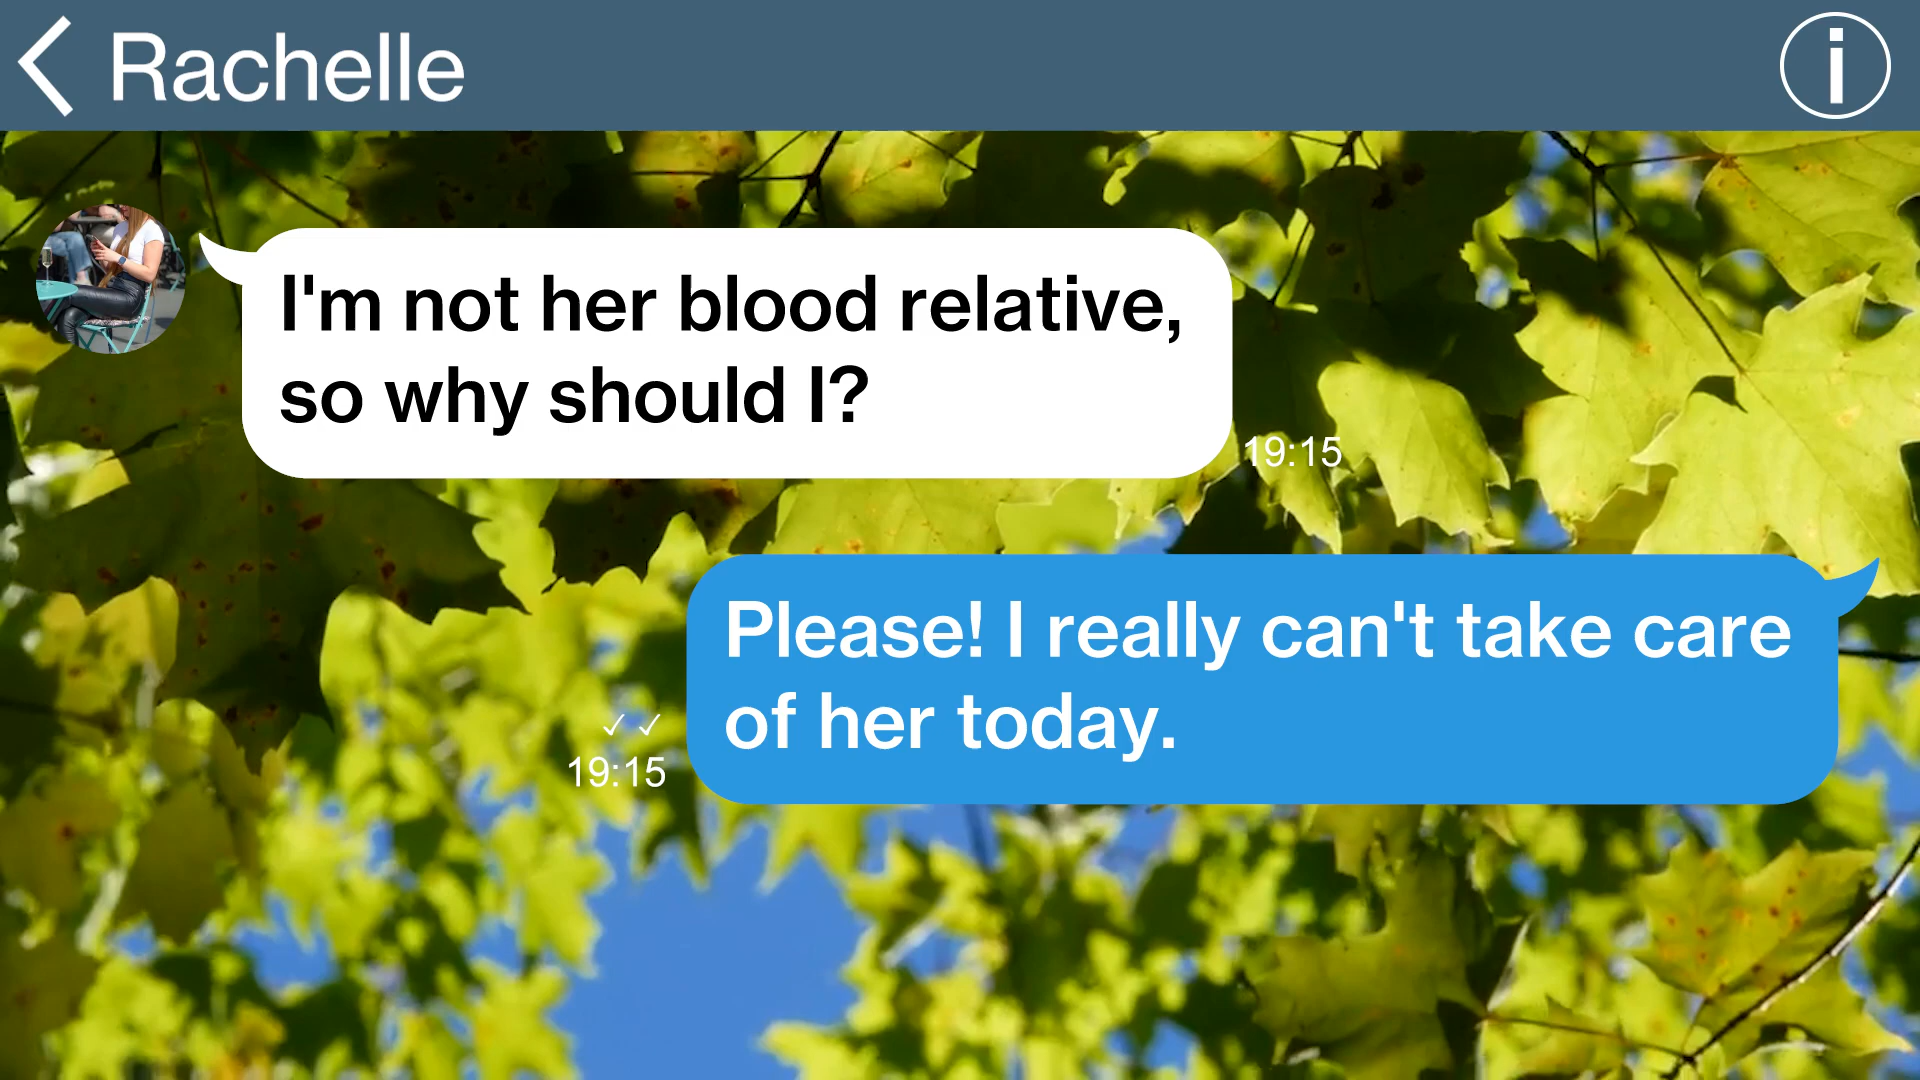 Rachelle
I'm not her blood relative,
so why should I?
19:15
Please! I really can't take care
of her today.
19:15